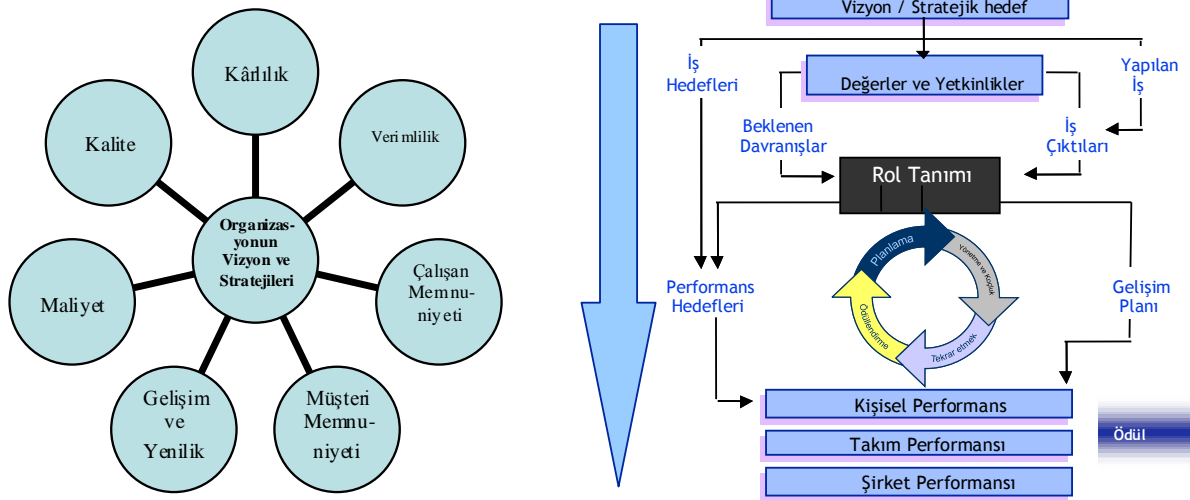 Kârlılık
Kalite
Verimlilik
Organizas-
yonun
Vizyon ve
Stratejileri
Maliyet
Çalışan
Memnu-
niyeti
Gelişim
ve
Yenilik
Müşteri
Memnu-
niyeti
Vizyon / Stratejik hedef
İş
Hedefleri
Yapılan
İş
Değerler ve Yetkinlikler
Beklenen
Davranışlar
İş
Çıktıları
Rol Tanımı
Planlama
Yönetme ve Koçluk
Tekrar etmek
Ödüllendirme
Performans
Hedefleri
Gelişim
Planı
Kişisel Performans
Takım Performansı
Şirket Performansı
Ödül